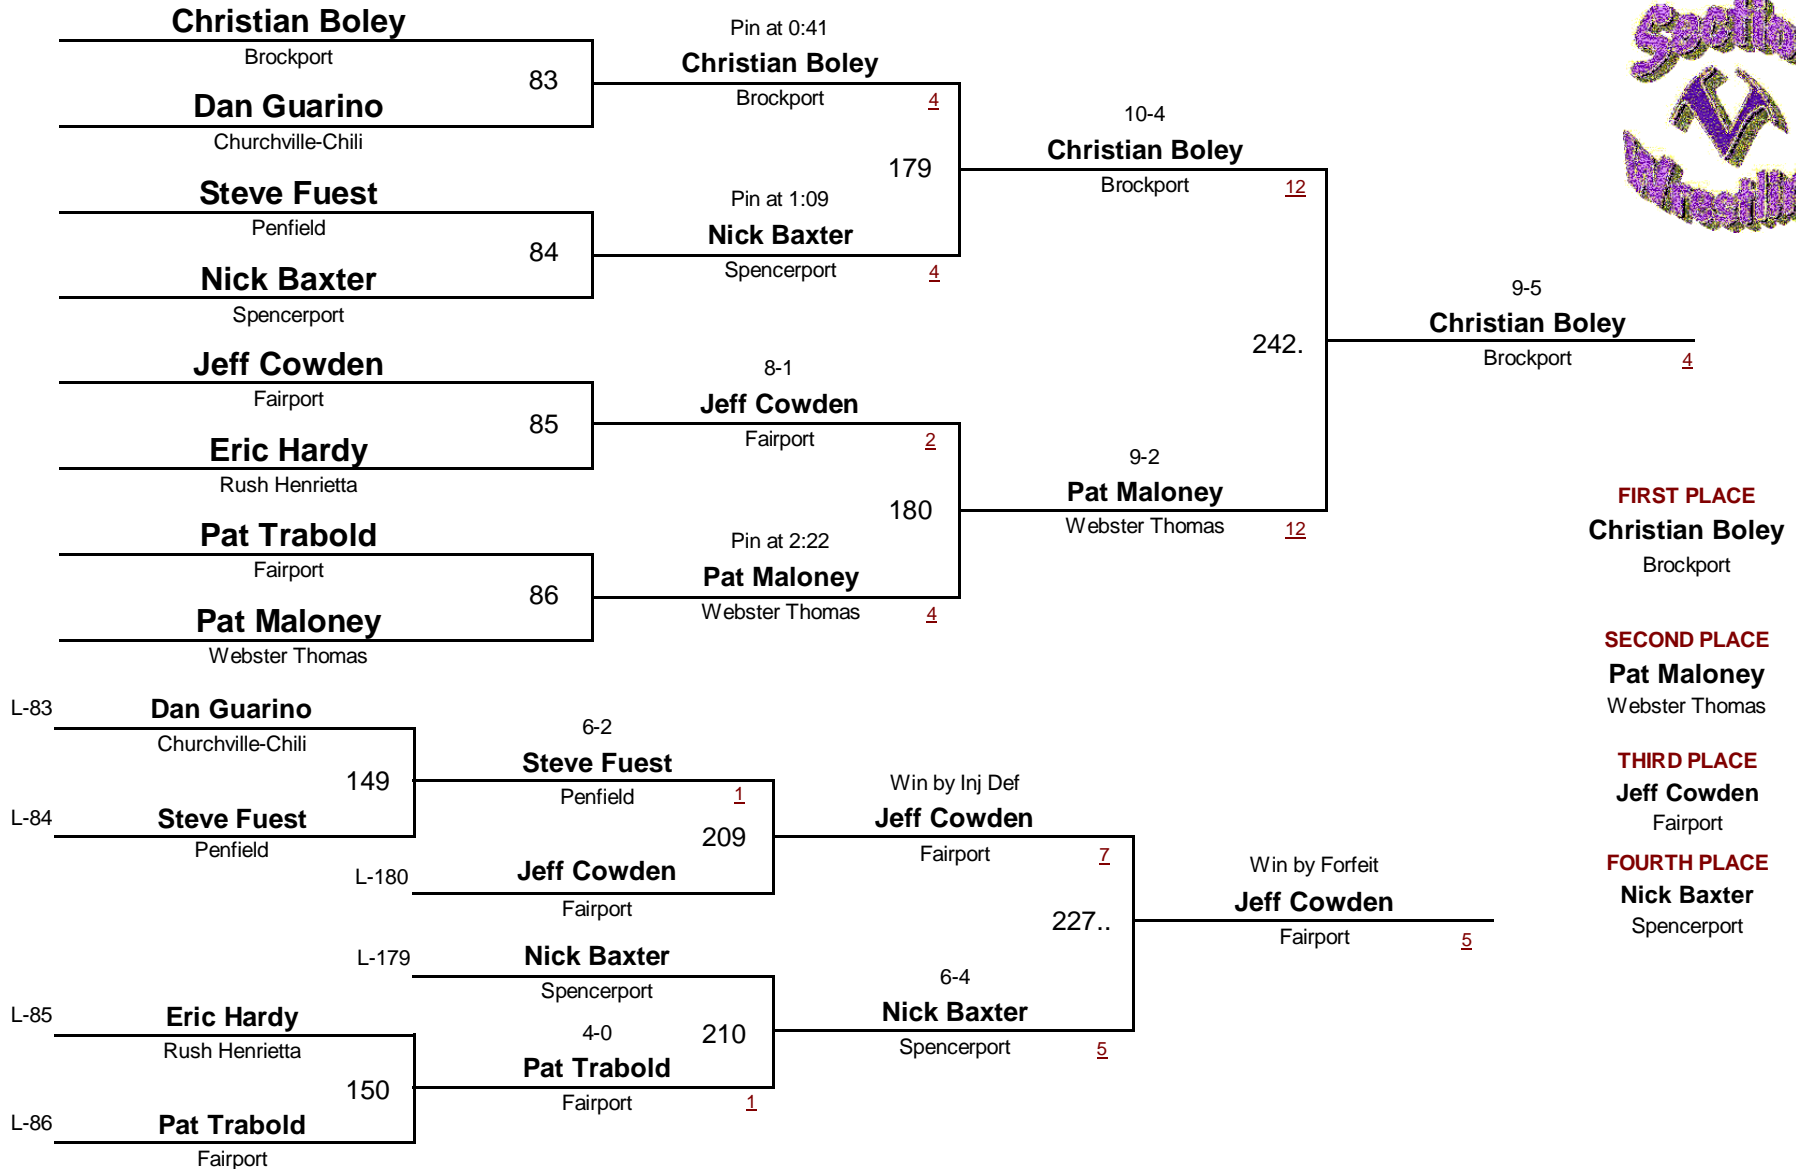 Christian Boley
Brockport
83
Dan Guarino
Churchville-Chili
Steve Fuest
Penfield
84
Nick Baxter
Spencerport
Jeff Cowden
Fairport
85
Eric Hardy
Rush Henrietta
Pat Trabold
Fairport
86
Pat Maloney
Webster Thomas
Pin at 0:41
Christian Boley
Brockport
4
179
Pin at 1:09
Nick Baxter
Spencerport
4
8-1
Jeff Cowden
Fairport
2
180
Pin at 2:22
Pat Maloney
Webster Thomas
4
10-4
Christian Boley
Brockport
12
242.
9-2
Pat Maloney
Webster Thomas
12
9-5
Christian Boley
Brockport
4
V
FIRST PLACE
Christian Boley
Brockport
SECOND PLACE
Pat Maloney
Webster Thomas
THIRD PLACE
Jeff Cowden
Fairport
FOURTH PLACE
Nick Baxter
Spencerport
L-83
Dan Guarino
Churchville-Chili
149
L-84
Steve Fuest
Penfield
6-2
Steve Fuest
Penfield
1
209
L-180
Jeff Cowden
Fairport
L-179
Nick Baxter
Spencerport
210
L-85
Eric Hardy
Rush Henrietta
150
L-86
Pat Trabold
Fairport
4-0
Pat Trabold
Fairport
1
Win by Inj Def
Jeff Cowden
Fairport
7
227..
6-4
Nick Baxter
Spencerport
5
Win by Forfeit
Jeff Cowden
Fairport
5